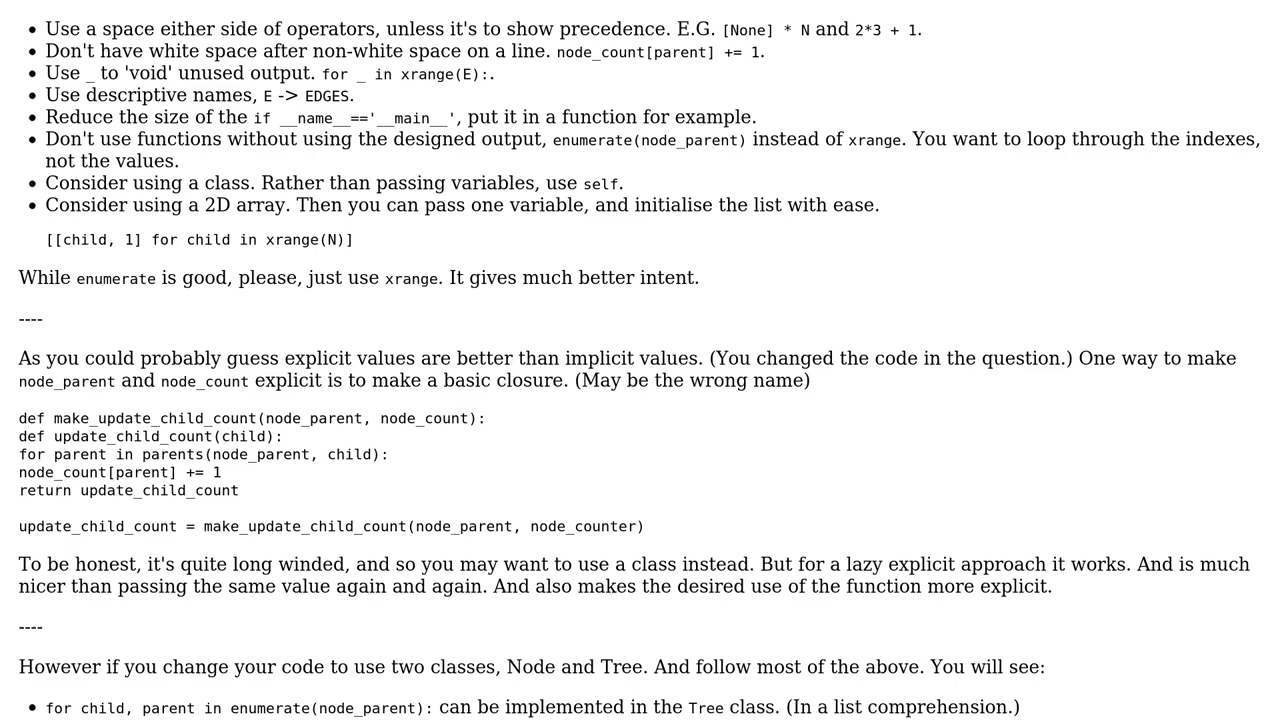 • Use a space either side of operators, unless it's to show precedence. E.G. [None] * N and 2*3 + 1.
• Don't have white space after non-white space on a line. node_count[parent] += 1.
• Use _ to 'void' unused output. for _ in xrange(E):.
• Use descriptive names, E -> EDGES.
• Reduce the size of the if __name__=='__main__', put it in a function for example.
• Don't use functions without using the designed output, enumerate(node_parent) instead of xrange. You want to loop through the indexes,
not the values.
• Consider using a class. Rather than passing variables, use self.
• Consider using a 2D array. Then you can pass one variable, and initialise the list with ease.
[[child, 1] for child in xrange(N)]
While enumerate is good, please, just use xrange. It gives much better intent.
----
As you could probably guess explicit values are better than implicit values. (You changed the code in the question.) One way to make
node_parent and node_count explicit is to make a basic closure. (May be the wrong name)
def make_update_child_count(node_parent, node_count):
def update_child_count(child):
for parent in parents(node_parent, child):
node_count[parent] += 1
return update_child_count
update_child_count = make_update_child_count(node_parent, node_counter)
To be honest, it's quite long winded, and so you may want to use a class instead. But for a lazy explicit approach it works. And is much
nicer than passing the same value again and again. And also makes the desired use of the function more explicit.
----
However if you change your code to use two classes, Node and Tree. And follow most of the above. You will see:
• for child, parent in enumerate(node_parent): can be implemented in the Tree class. (In a list comprehension.)